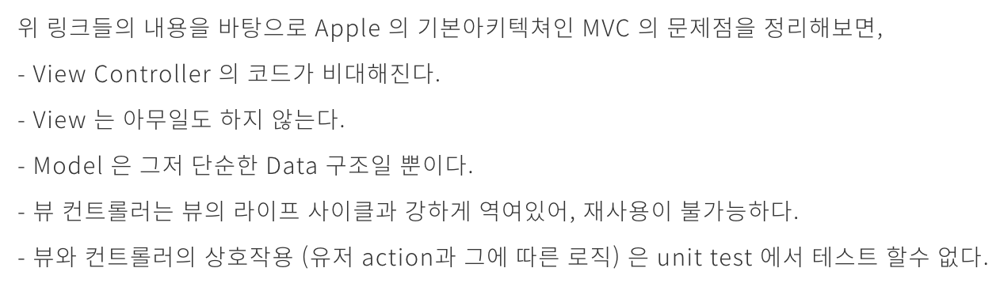 위 링크들의 내용을 바탕으로 Apple 의 기본아키텍쳐인 MVC 의 문제점을 정리해보면,
- View Controller 의 코드가 비대해진다.
- View 는 아무일도 하지 않는다.
- Model 은 그저 단순한 Data 구조일 뿐이다.
- 뷰 컨트롤러는 뷰의 라이프 사이클과 강하게 역여있어, 재사용이 불가능하다.
- 뷰와 컨트롤러의 상호작용 (유저 action과 그에 따른 로직) 은 unit test 에서 테스트 할수 없다.